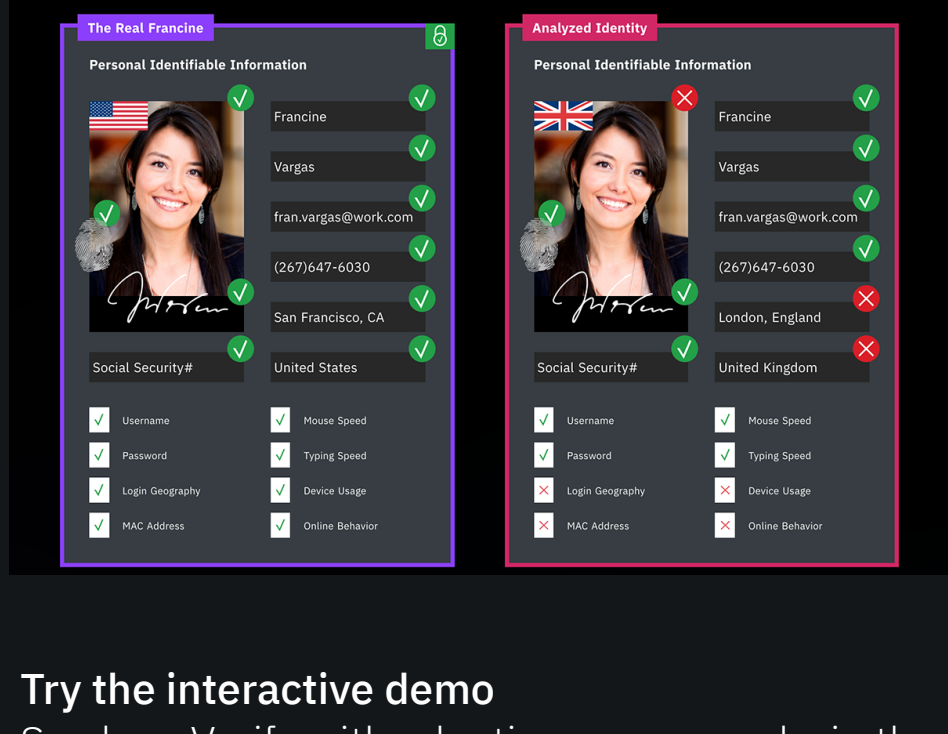 The Real Francine
Personal Identifiable Information
Francine
Vargas
fran.vargas@work.com
(267)647-6030
San Francisco, CA
Social Security#
United States
Username
Mouse Speed
Password
Typing Speed
Login Geography
Device Usage
MAC Address
Online Behavior
Analyzed Identity
Personal Identifiable Information
Francine
Vargas
fran.vargas@work.com
(267)647-6030
London, England
Social Security#
United Kingdom
Username
Mouse Speed
Password
Typing Speed
Login Geography
Device Usage
MAC Address
Online Behavior
Try the interactive demo